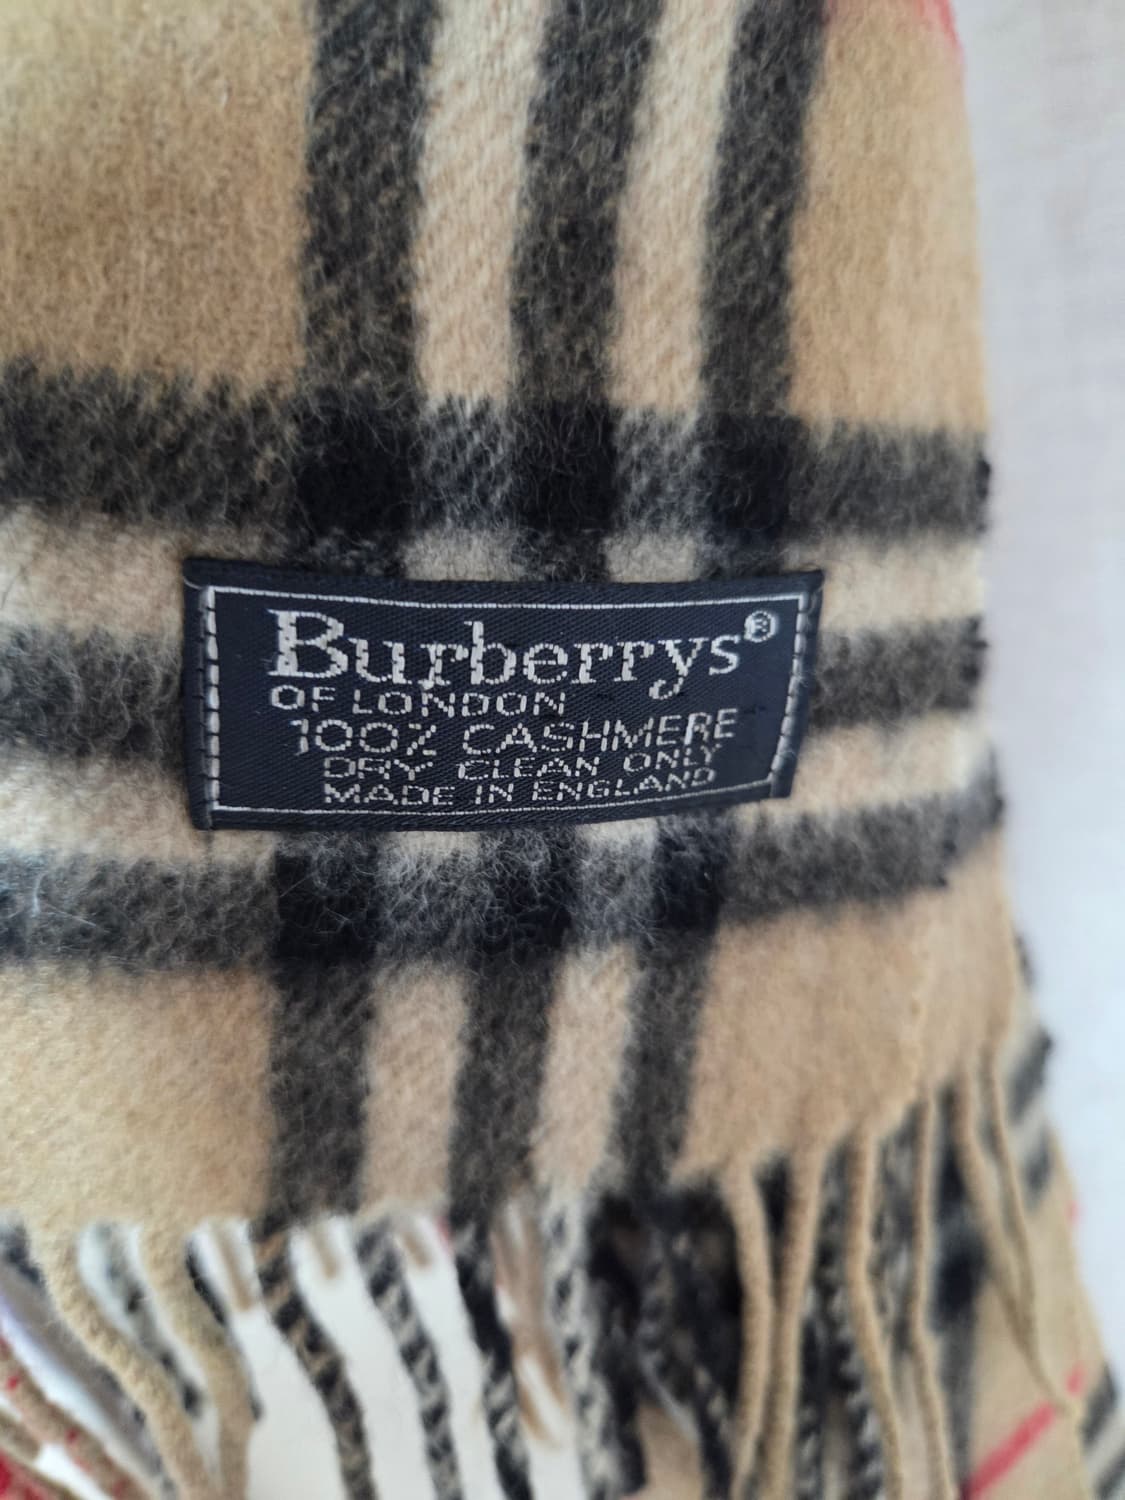 Burberrys®
OF LONDON
100% CASHMERE
DRY CLEAN ONLY
MADE IN ENGLAND